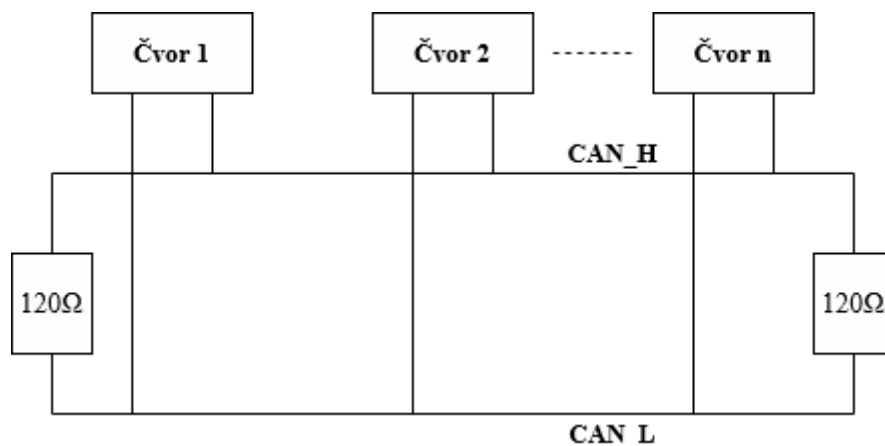 Čvor 1
Čvor 2
Čvor n
CAN_H
120Ω
120Ω
CAN_L